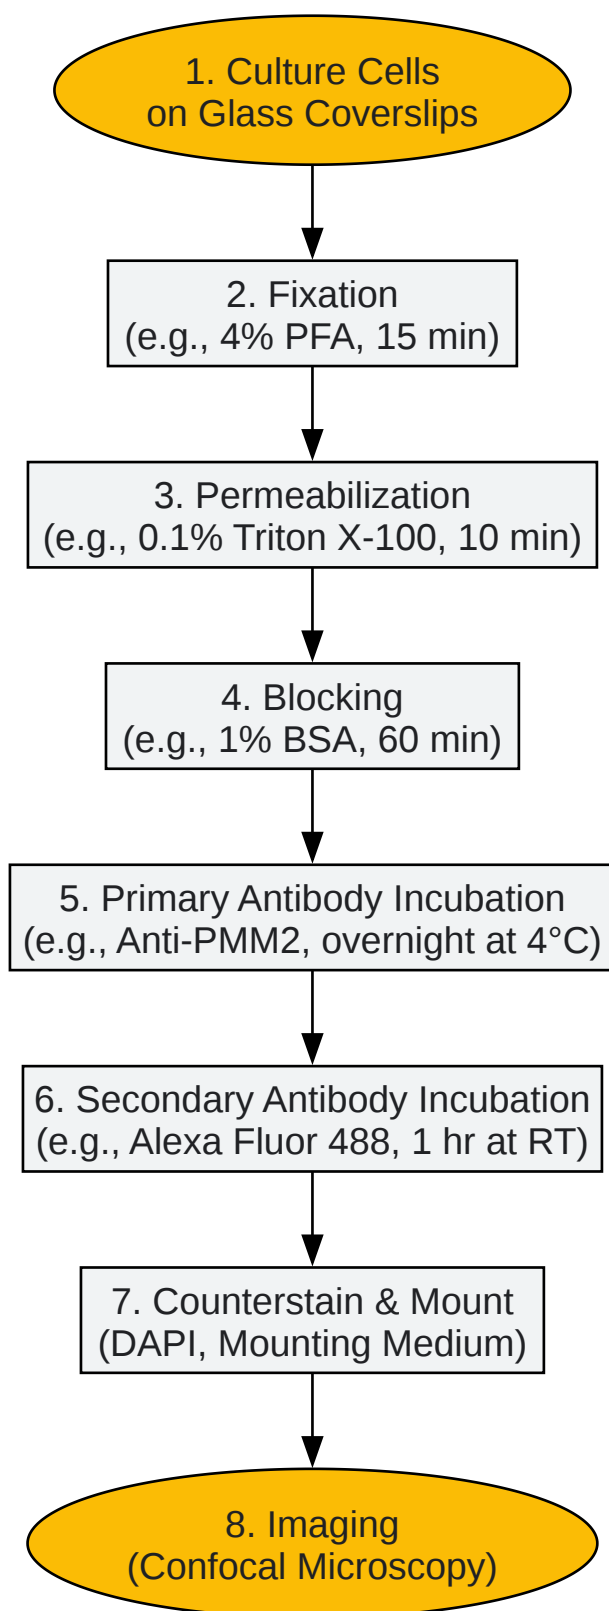 1. Culture Cells
on Glass Coverslips
2. Fixation
(e.g., 4% PFA, 15 min)
3. Permeabilization
(e.g., 0.1% Triton X-100, 10 min)
4. Blocking
(e.g., 1% BSA, 60 min)
5. Primary Antibody Incubation
(e.g., Anti-PMM2, overnight at 4°C)
6. Secondary Antibody Incubation
(e.g., Alexa Fluor 488, 1 hr at RT)
7. Counterstain & Mount
(DAPI, Mounting Medium)
8. Imaging
(Confocal Microscopy)